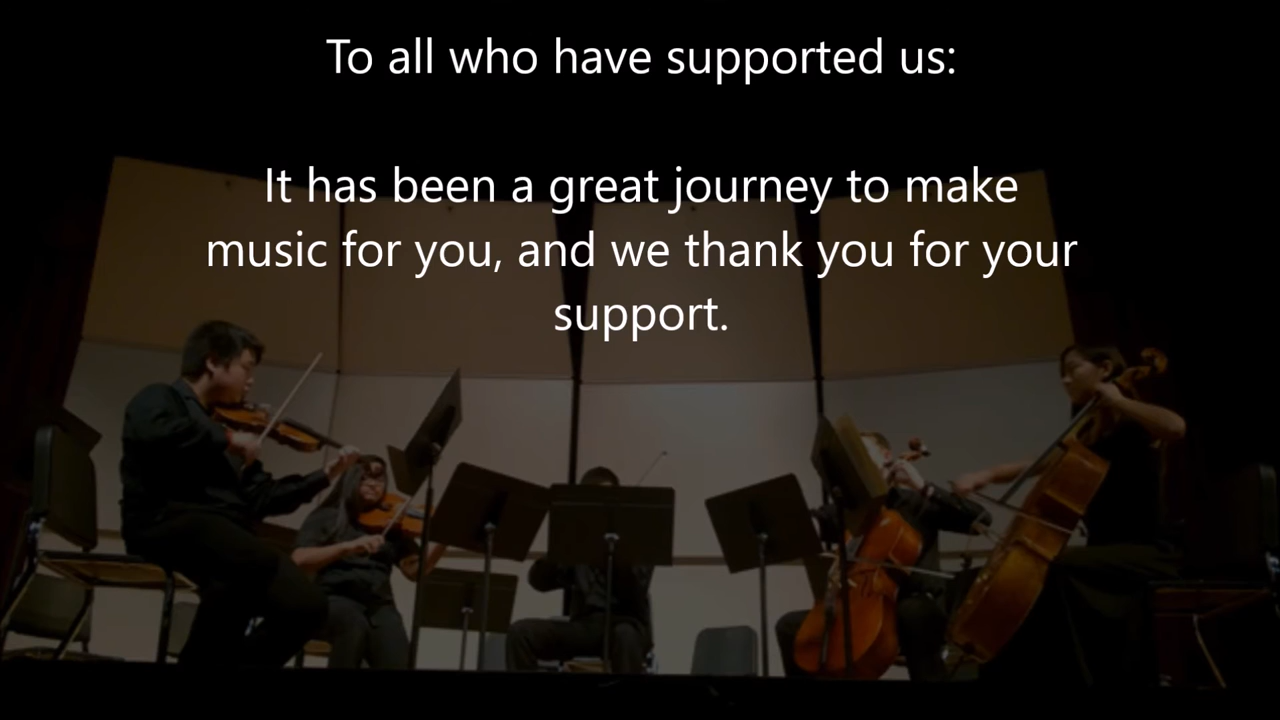 To all who have supported us:
It has been a great journey to make
music for you, and we thank you for your
support.